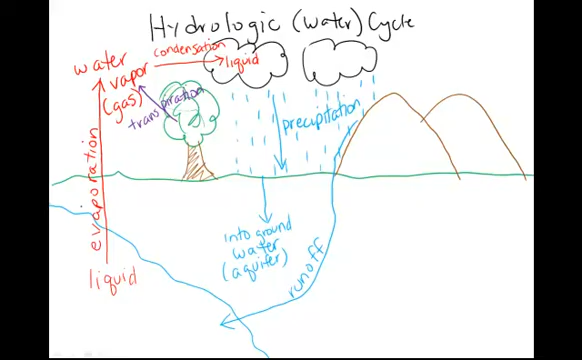 Hydrologic (water) Cycle
water
vapor
(gas)
condensation
liquid
transpiration
precipitation
evaporation
liquid
into ground
water
(aquifer)
runoff